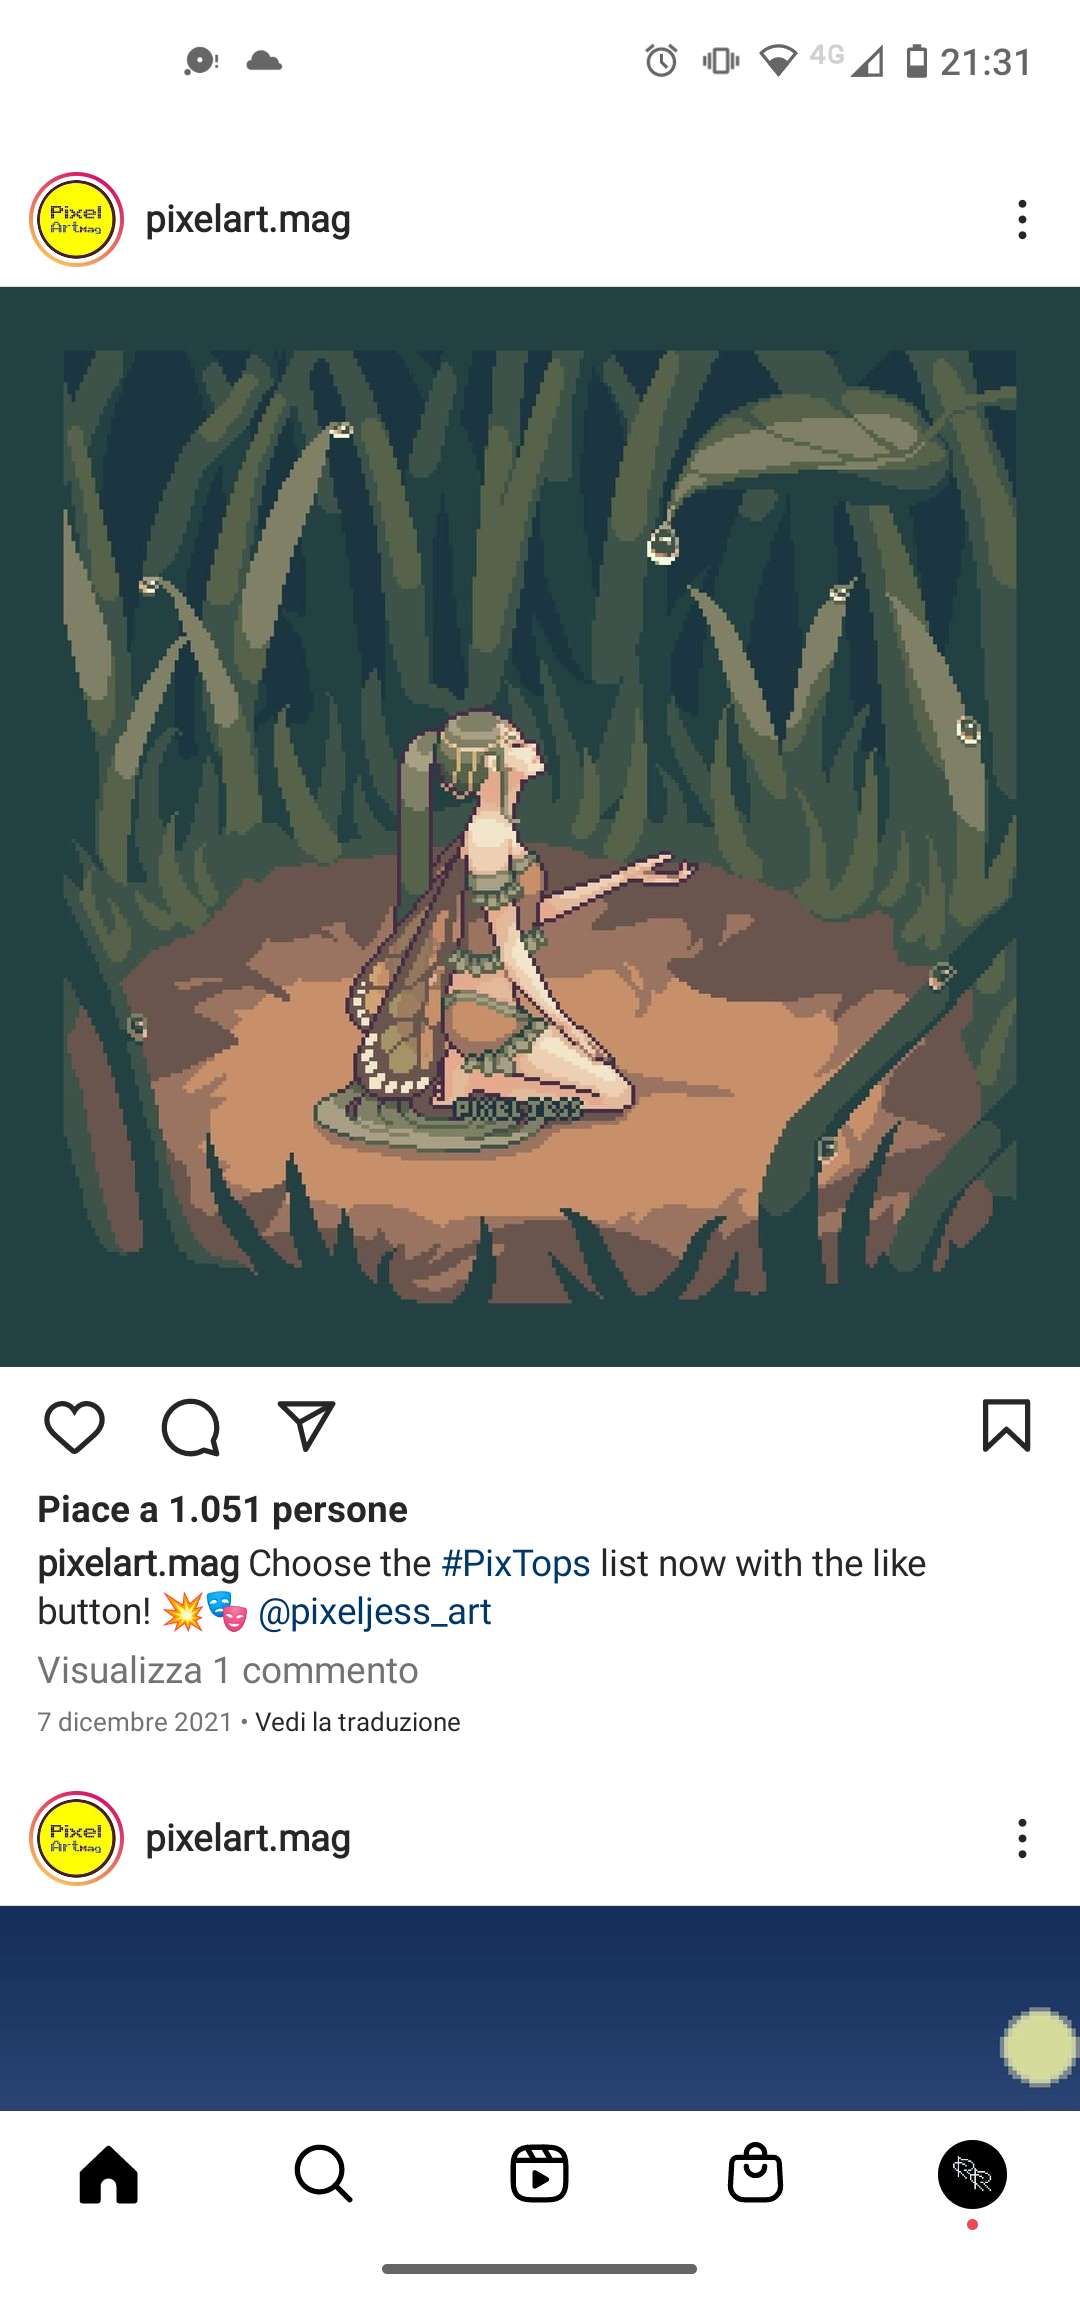 4G 21:31
Pixel
ArtMag
pixelart.mag
PIXELJESS
Piace a 1.051 persone
pixelart.mag Choose the #PixTops list now with the like
button! 💥🎭 @pixeljess_art
Visualizza 1 commento
7 dicembre 2021 • Vedi la traduzione
Pixel
ArtMag
pixelart.mag